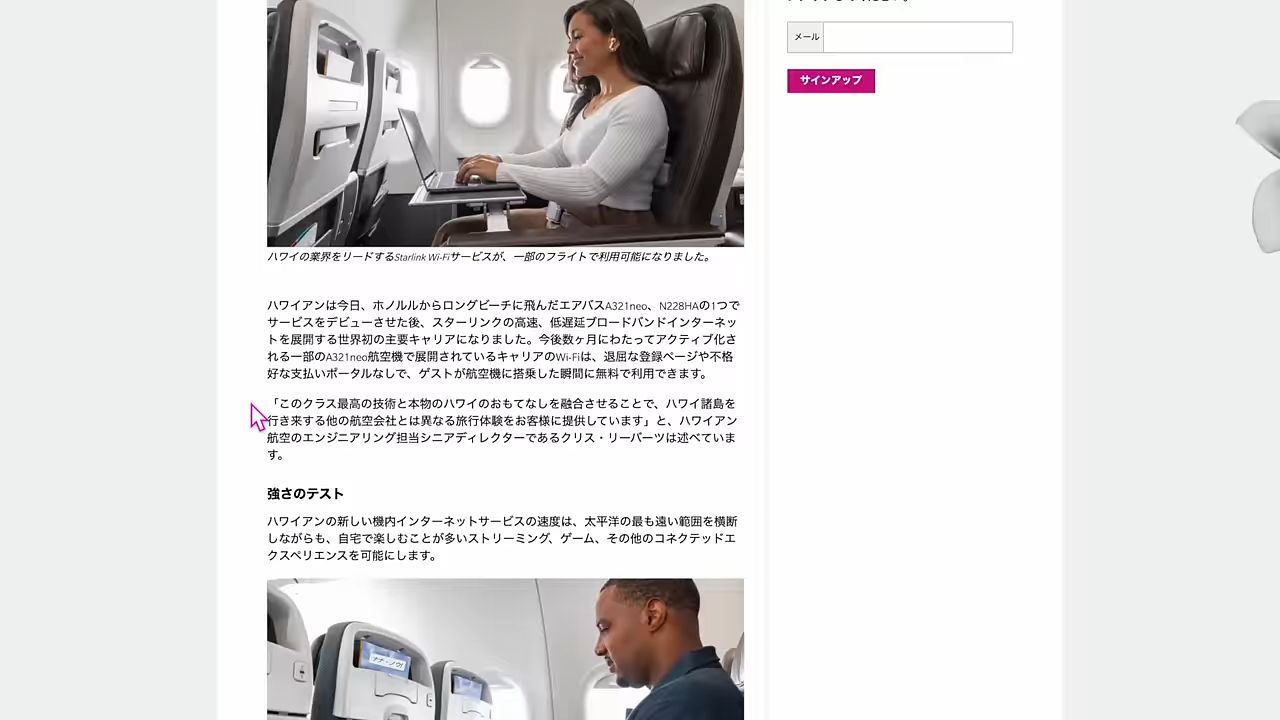 メール
サインアップ
ハワイの業界をリードするStarlink Wi-Fiサービスが、一部のフライトで利用可能になりました。
ハワイアンは今日、ホノルルからロングビーチに飛んだエアバスA321neo、N228HAの1つで
サービスをデビューさせた後、スターリンクの高速、低遅延ブロードバンドインターネッ
トを展開する世界初の主要キャリアになりました。今後数ヶ月にわたってアクティブ化さ
れる一部のA321neo航空機で展開されているキャリアのWi-Fiは、退屈な登録ページや不格
好な支払いポータルなしで、ゲストが航空機に搭乗した瞬間に無料で利用できます。
「このクラス最高の技術と本物のハワイのおもてなしを融合させることで、ハワイ諸島を
行き来する他の航空会社とは異なる旅行体験をお客様に提供しています」と、ハワイアン
航空のエンジニアリング担当シニアディレクターであるクリス・リーバーツは述べていま
す。
強さのテスト
ハワイアンの新しい機内インターネットサービスの速度は、太平洋の最も遠い範囲を横断
しながらも、自宅で楽しむことが多いストリーミング、ゲーム、その他のコネクテッドエ
クスペリエンスを可能にします。